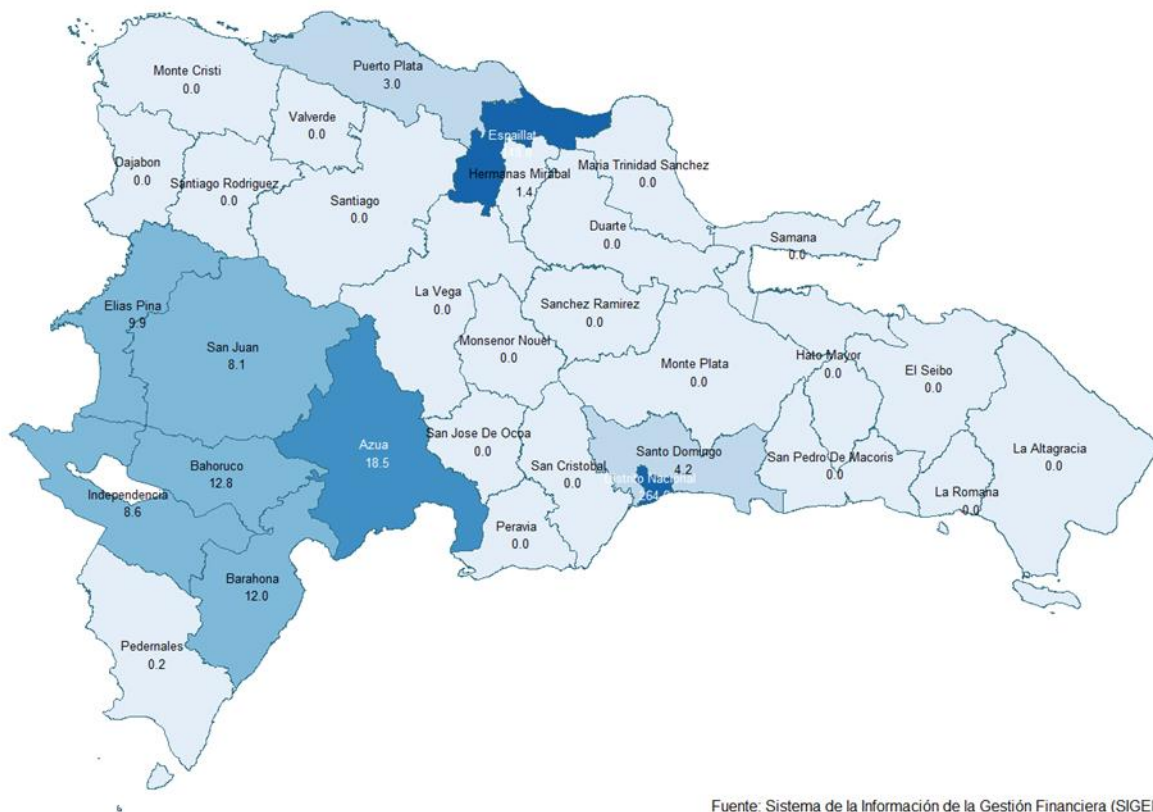 Puerto Plata
3.0
Monte Cristi
0.0
Valverde
0.0
Espaillat
Dajabon
0.0
Maria Trinidad Sanchez
0.0
Hermanas Mirabal
1.4
Santiago Rodriguez
0.0
Santiago
0.0
Duarte
0.0
Samana
0.0
Elias Pina
9.9
La Vega
0.0
Sanchez Ramirez
0.0
San Juan
8.1
Monsenor Nouel
0.0
Monte Plata
0.0
Hato Mayor
0.0
El Seibo
0.0
Azua
18.5
San Jose De Ocoa
0.0
La Altagracia
0.0
Santo Domingo
4.2
San Pedro De Macoris
0.0
Bahoruco
12.8
San Cristobal
0.0
Distrito Nacional
Independencia
8.6
La Romana
0.0
Peravia
0.0
Barahona
12.0
Pedernales
0.2
Fuente: Sistema de la Información de la Gestión Financiera (SIGEF